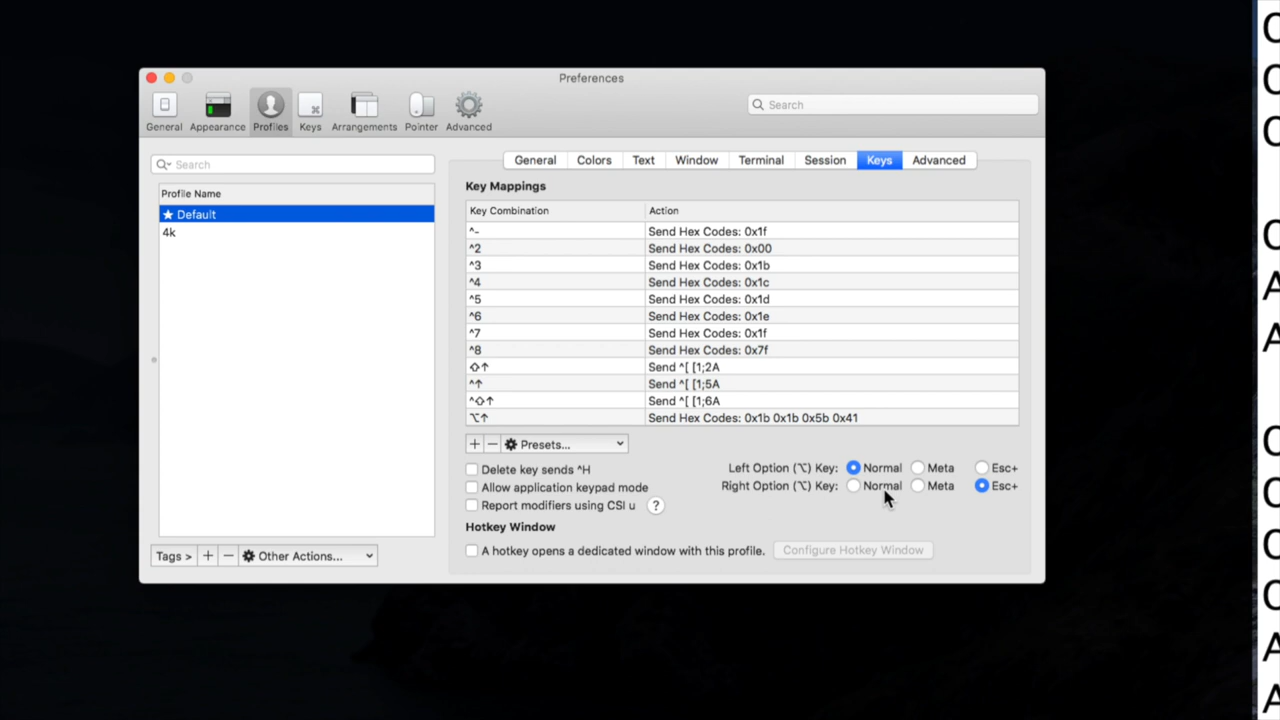 Preferences
General Appearance Profiles Keys Arrangements Pointer Advanced
Search
Search
Profile Name
★ Default
4k
Tags > + − Other Actions...
General Colors Text Window Terminal Session Keys Advanced
Key Mappings
Key Combination Action
^- Send Hex Codes: 0x1f
^2 Send Hex Codes: 0x00
^3 Send Hex Codes: 0x1b
^4 Send Hex Codes: 0x1c
^5 Send Hex Codes: 0x1d
^6 Send Hex Codes: 0x1e
^7 Send Hex Codes: 0x1f
^8 Send Hex Codes: 0x7f
⇧↑ Send ^[ [1;2A
^↑ Send ^[ [1;5A
^⇧↑ Send ^[ [1;6A
⌥↑ Send Hex Codes: 0x1b 0x1b 0x5b 0x41
+ − Presets...
Delete key sends ^H
Allow application keypad mode
Report modifiers using CSI u ?
Left Option (⌥) Key: Normal Meta Esc+
Right Option (⌥) Key: Normal Meta Esc+
Hotkey Window
A hotkey opens a dedicated window with this profile. Configure Hotkey Window